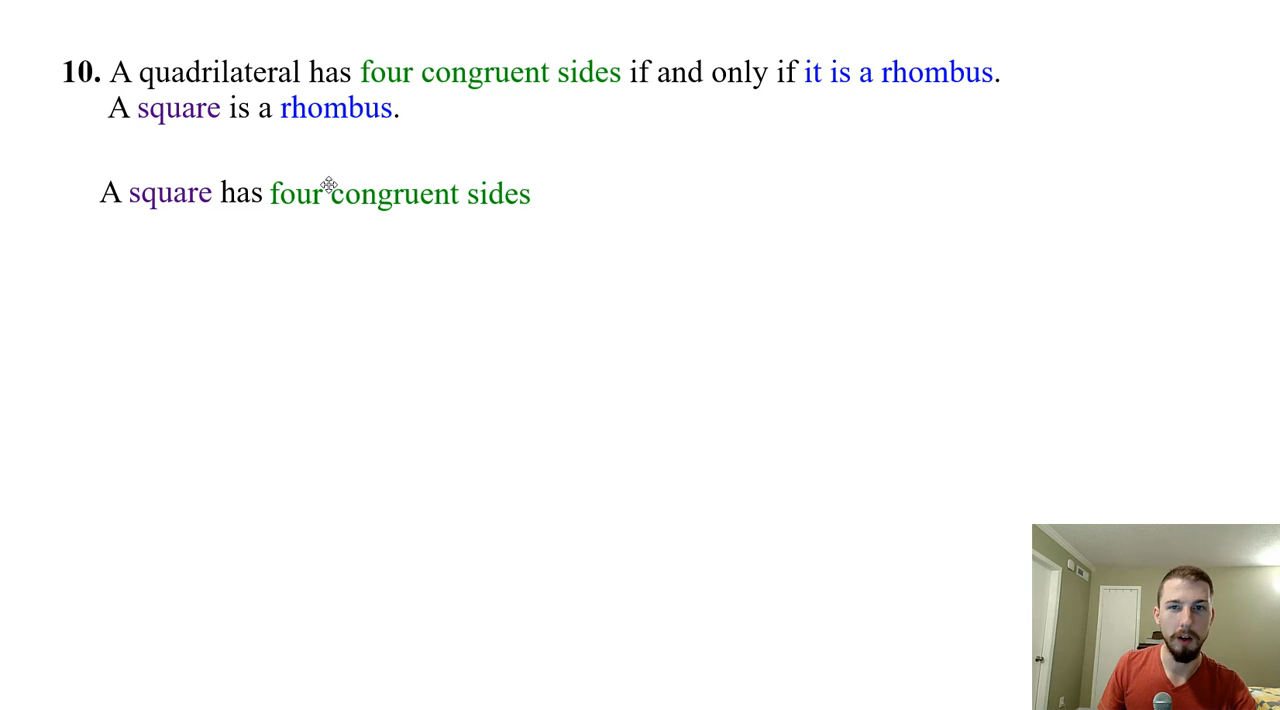 10. A quadrilateral has four congruent sides if and only if it is a rhombus.
A square is a rhombus.
A square has four congruent sides